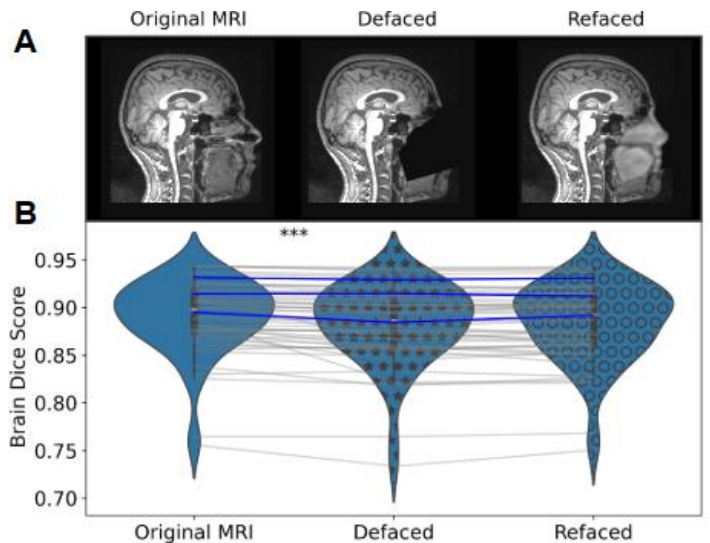 Original MRI Defaced Refaced
A
B
***
Brain Dice Score
0.95
0.90
0.85
0.80
0.75
0.70
Original MRI Defaced Refaced